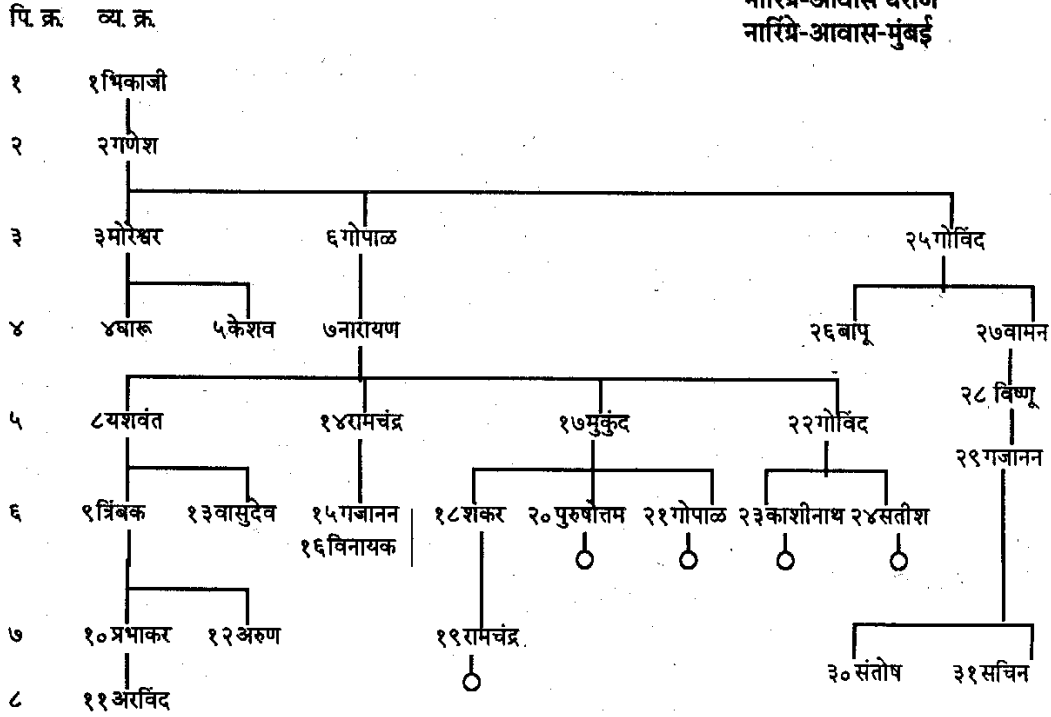 नारिंग्रे-आवास
पि. क्र. व्य. क्र.
नारिंग्रे-आवास-मुंबई
१ १भिकाजी
२ २गणेश
३ ३मोरेश्वर ६गोपाळ २५गोविंद
४ ४घारू ५केशव ७नारायण २६बापू २७वामन
२८ विष्णू
५ ८यशवंत १४रामचंद्र १७मुकुंद २२गोविंद
२९गजानन
६ ९त्रिंबक १३वासुदेव १५गजानन १८शंकर २०पुरुषोत्तम २१गोपाळ २३काशीनाथ २४सतीश
१६विनायक
७ १०प्रभाकर १२अरुण १९रामचंद्र
३०संतोष ३१सचिन
८ ११अरविंद